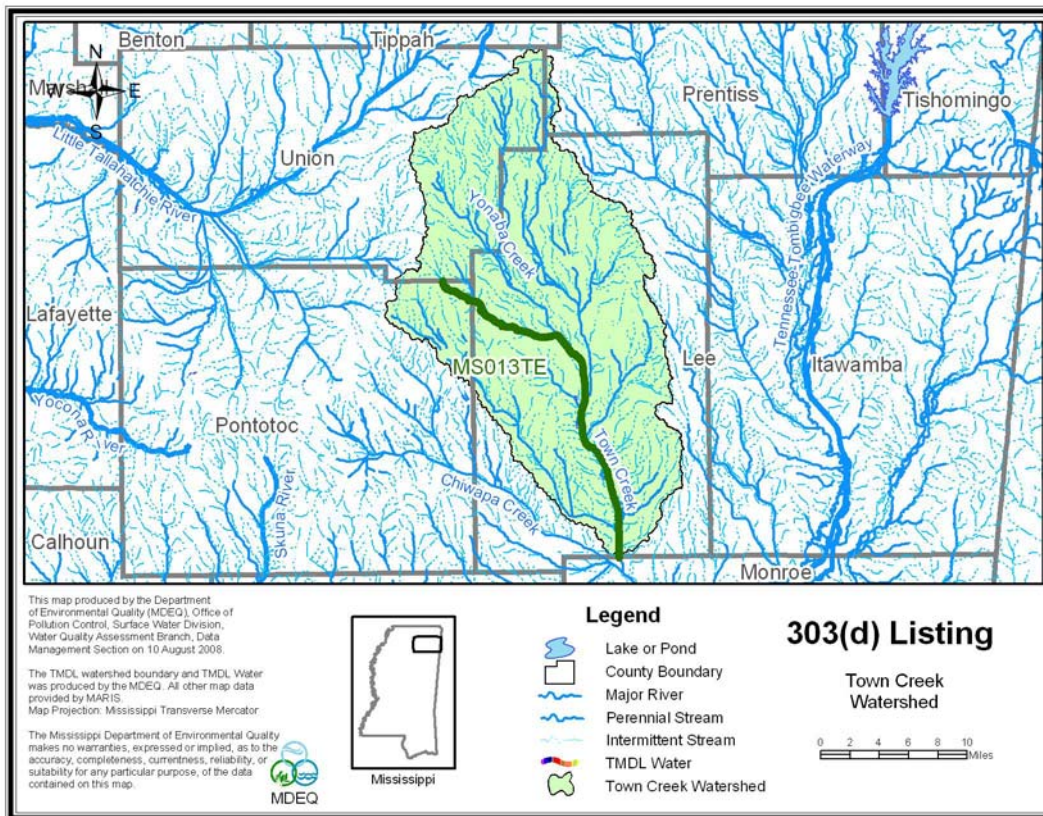 Benton
Tippah
N
Marsh
W
E
S
Prentiss
Tishomingo
Little Tallahatchie River
Union
Yonaba Creek
Tennessee-Tombigbee Waterway
Lafayette
MS013TE
Lee
Itawamba
Yocona River
Pontotoc
Town Creek
Skuna River
Chiwapa Creek
Calhoun
Monroe
This map produced by the Department
of Environmental Quality (MDEQ), Office of
Pollution Control, Surface Water Division,
Water Quality Assessment Branch, Data
Management Section on 10 August 2008.
The TMDL watershed boundary and TMDL Water
was produced by the MDEQ. All other map data
provided by MARIS.
Map Projection: Mississippi Transverse Mercator
The Mississippi Department of Environmental Quality
makes no warranties, expressed or implied, as to the
accuracy, completeness, currentness, reliability, or
suitability for any particular purpose, of the data
contained on this map.
MDEQ
Mississippi
Legend
Lake or Pond
County Boundary
Major River
Perennial Stream
Intermittent Stream
TMDL Water
Town Creek Watershed
303(d) Listing
Town Creek
Watershed
0 2 4 6 8 10
Miles